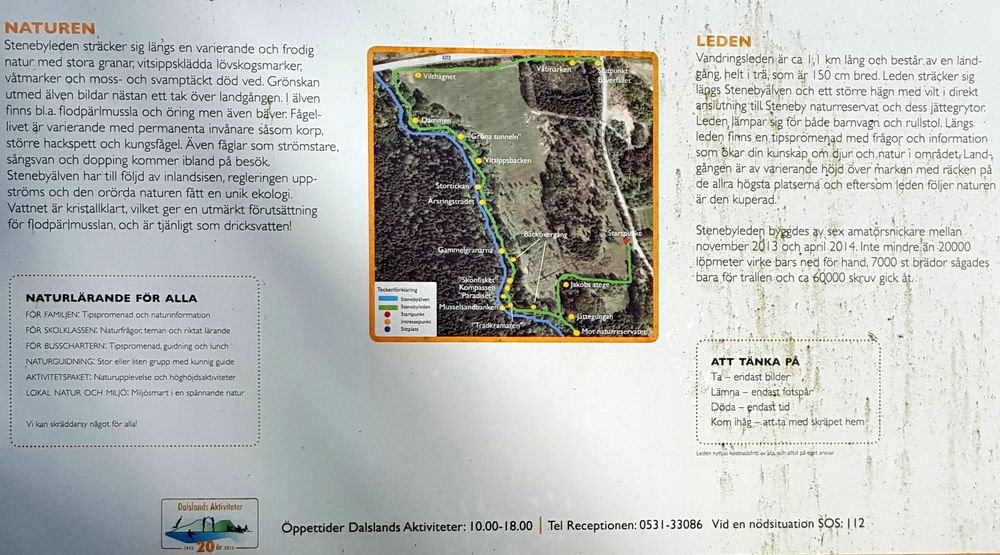 NATUREN
Stenebyleden sträcker sig längs en varierande och frodig
natur med stora granar, vitsippsklädda lövskogsmarker,
våtmarker och moss- och svamptäckt död ved. Grönskan
utmed älven bildar nästan ett tak över landgången. I älven
finns bl.a. flodpärlmussla och öring men även bäver. Fågel-
livet är varierande med permanenta invånare såsom korp,
större hackspett och kungsfågel. Även fåglar som strömstare,
sångsvan och dopping kommer ibland på besök.
Stenebyälven har till följd av inlandsisen, regleringen upp-
ströms och den orörda naturen fått en unik ekologi.
Vattnet är kristallklart, vilket ger en utmärkt förutsättning
för flodpärlmusslan, och är tjänligt som dricksvatten!
NATURLÄRANDE FÖR ALLA
FÖR FAMILJEN: Tipspromenad och naturinformation
FÖR SKOLKLASSEN: Naturfrågor, teman och riktat lärande
FÖR BUSSCHARTERN: Tipspromenad, guidning och lunch
NATURGUIDNING: Stor eller liten grupp med kunnig guide
AKTIVITETSPAKET: Naturupplevelse och höghöjdsaktiviteter
LOKAL NATUR OCH MILJÖ: Miljösmart i en spännande natur
Vi kan skräddarsy något för alla!
Vilthägnet
Våtmarken
Slutpunkt
Bäverfället
Dammen
"Gröna tunneln"
Vitsippsbacken
Stortickan
Årsringsträdet
Startpunkt
Bäckövergång
Gammelgranarna
"Skönfisket"
Kompassen
Paradiset
Jakobs stege
Musselsandbanken
Jättegungan
"Trädkramaren"
Mot naturreservatet
Teckenförklaring
Stenebyälven
Stenebyleden
Startpunkt
Intressepunkt
Sittplats
LEDEN
Vandringsleden är ca 1,1 km lång och består av en land-
gång, helt i trä, som är 150 cm bred. Leden sträcker sig
längs Stenebyälven och ett större hägn med vilt i direkt
anslutning till Steneby naturreservat och dess jättegrytor.
Leden lämpar sig för både barnvagn och rullstol. Längs
leden finns en tipspromenad med frågor och information
som ökar din kunskap om djur och natur i området. Land-
gången är av varierande höjd över marken med räcken på
de allra högsta platserna och eftersom leden följer naturen
är den kuperad.
Stenebyleden byggdes av sex amatörsnickare mellan
november 2013 och april 2014. Inte mindre än 20000
löpmeter virke bars ned för hand, 7000 st brädor sågades
bara för trallen och ca 60000 skruv gick åt.
ATT TÄNKA PÅ
Ta – endast bilder
Lämna – endast fotspår
Döda – endast tid
Kom ihåg – att ta med skräpet hem
Leden nyttjas kostnadsfritt av alla, och alltid på eget ansvar
Dalslands Aktiviteter
20 år
Öppettider Dalslands Aktiviteter: 10.00-18.00 | Tel Receptionen: 0531-33086 Vid en nödsituation SOS: 112